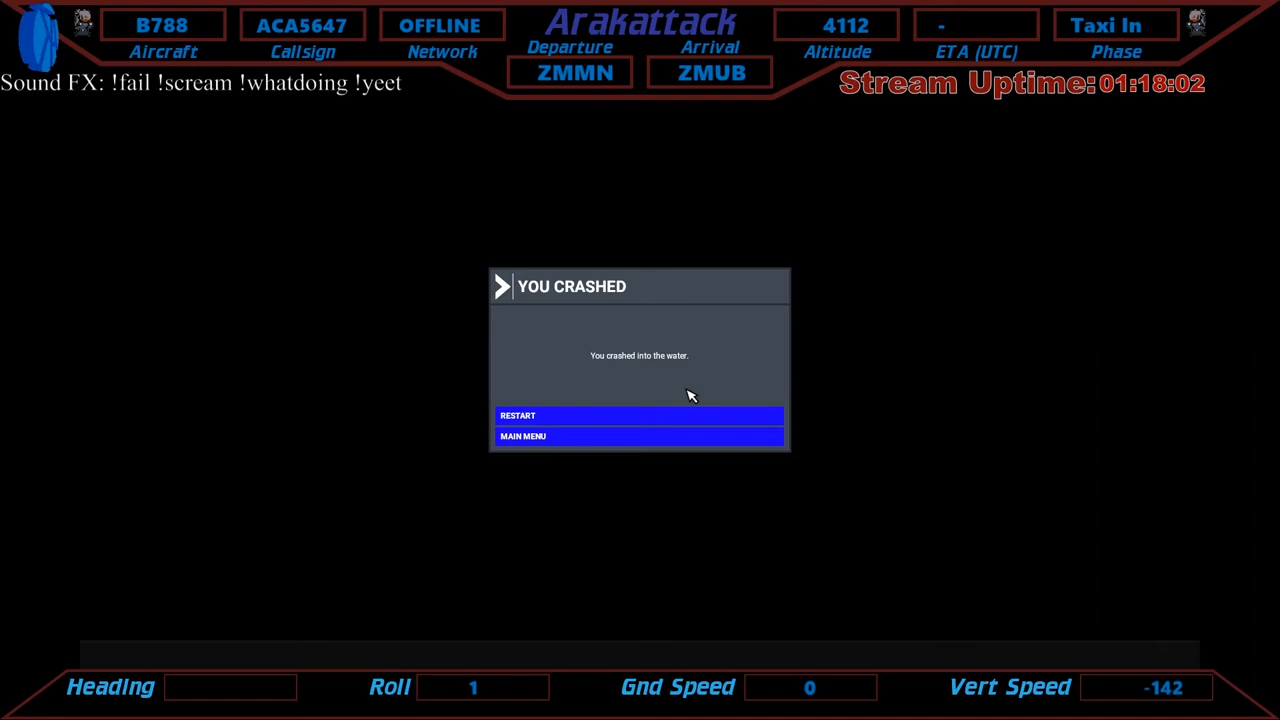 B788
ACA5647
OFFLINE
Arakattack
4112
-
Taxi In
Aircraft
Callsign
Network
Departure
Arrival
Altitude
ETA (UTC)
Phase
ZMMN
ZMUB
Sound FX: !fail !scream !whatdoing !yeet
Stream Uptime:01:18:02
YOU CRASHED
You crashed into the water.
RESTART
MAIN MENU
Heading
Roll
1
Gnd Speed
0
Vert Speed
-142